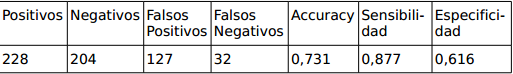 Positivos Negativos Falsos Positivos Falsos Negativos Accuracy Sensibili-dad Especifici-dad
228 204 127 32 0,731 0,877 0,616